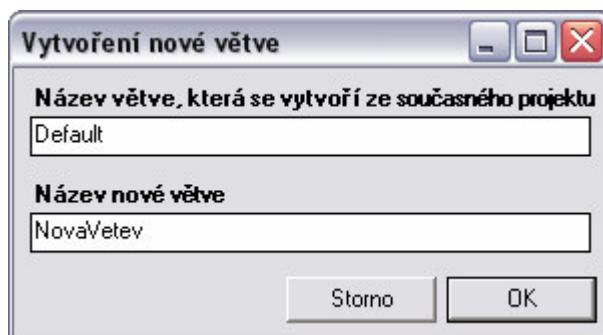 Vytvoření nové větve
Název větve, která se vytvoří ze současného projektu
Default
Název nové větve
NovaVetev
Storno OK